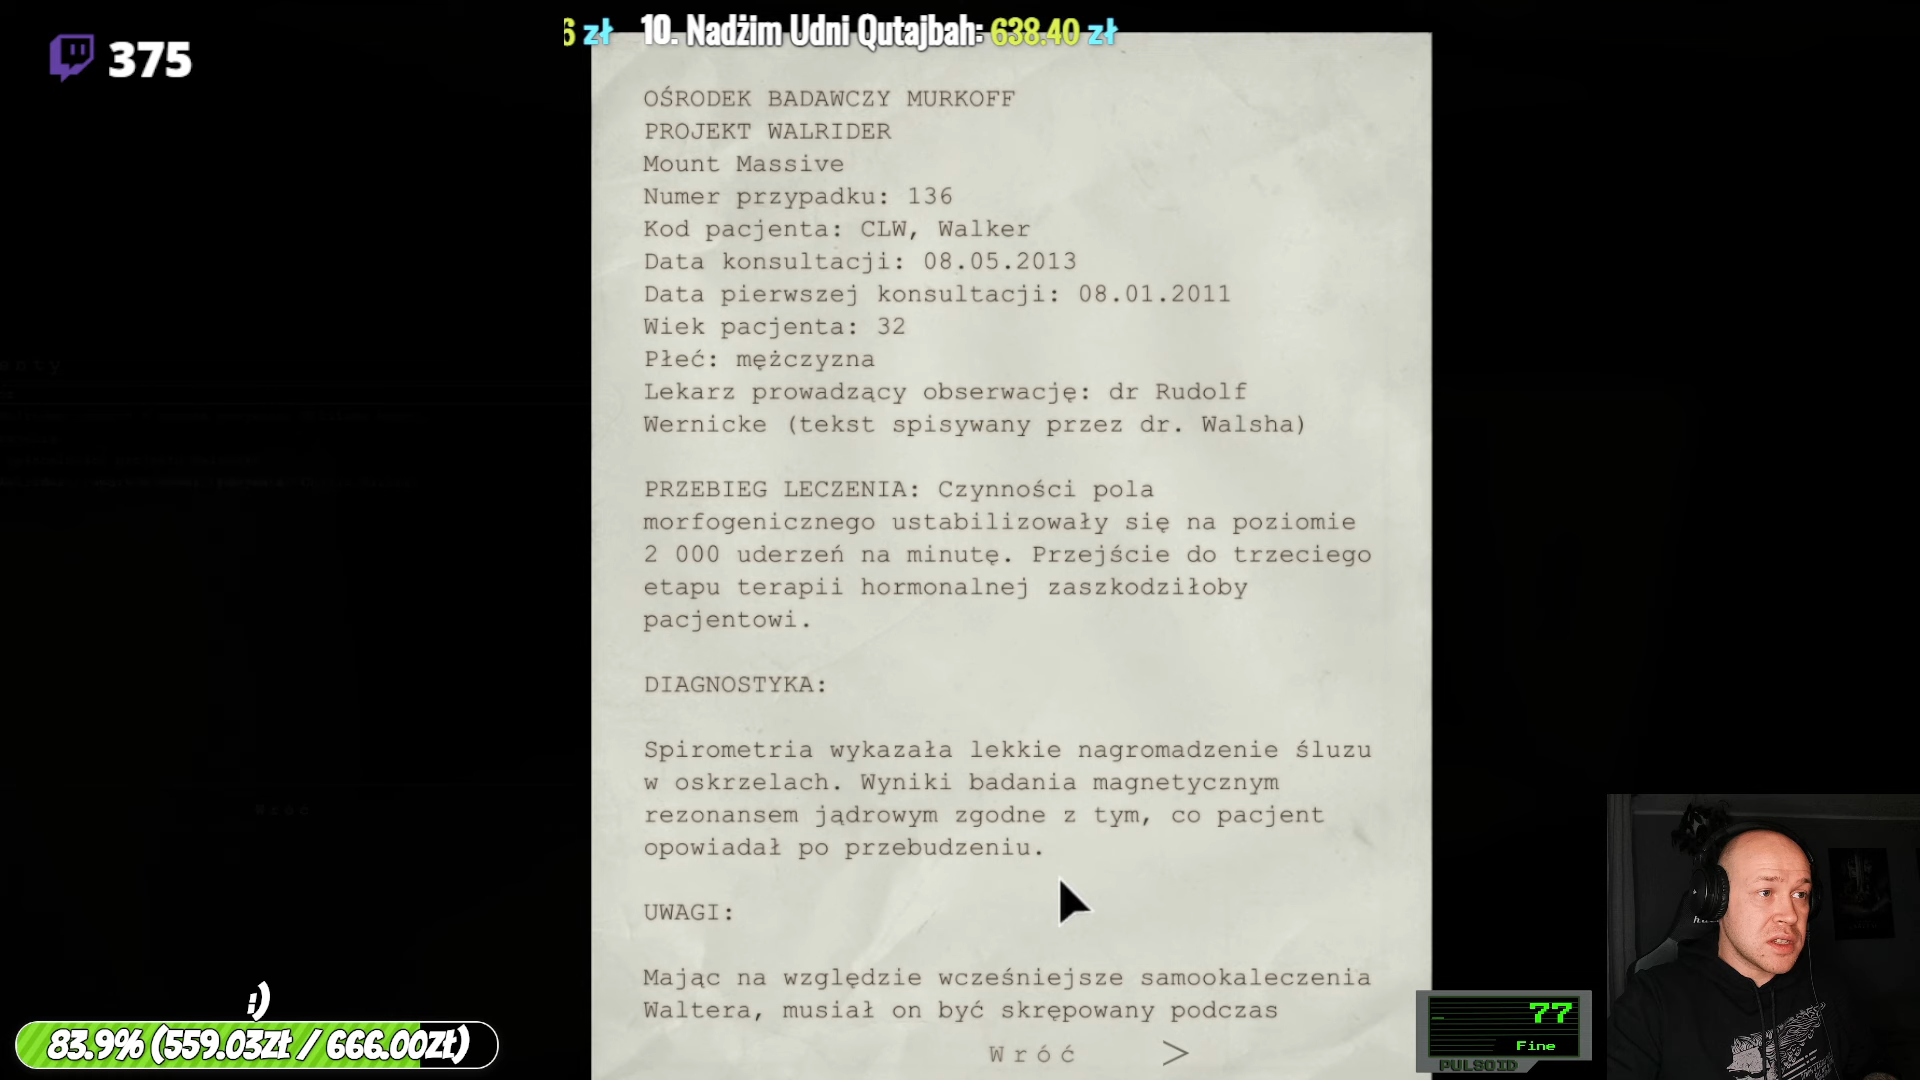 375
6 zł 10. Nadżim Udni Qutajbah: 638.40 zł
OŚRODEK BADAWCZY MURKOFF
PROJEKT WALRIDER
Mount Massive
Numer przypadku: 136
Kod pacjenta: CLW, Walker
Data konsultacji: 08.05.2013
Data pierwszej konsultacji: 08.01.2011
Wiek pacjenta: 32
Płeć: mężczyzna
Lekarz prowadzący obserwację: dr Rudolf
Wernicke (tekst spisywany przez dr. Walsha)
PRZEBIEG LECZENIA: Czynności pola
morfogenicznego ustabilizowały się na poziomie
2 000 uderzeń na minutę. Przejście do trzeciego
etapu terapii hormonalnej zaszkodziłoby
pacjentowi.
DIAGNOSTYKA:
Spirometria wykazała lekkie nagromadzenie śluzu
w oskrzelach. Wyniki badania magnetycznym
rezonansem jądrowym zgodne z tym, co pacjent
opowiadał po przebudzeniu.
UWAGI:
Mając na względzie wcześniejsze samookaleczenia
Waltera, musiał on być skrępowany podczas
Wróć >
Wróć
:)
83.9% (559.03zł / 666.00zł)
77
Fine
PULSOID